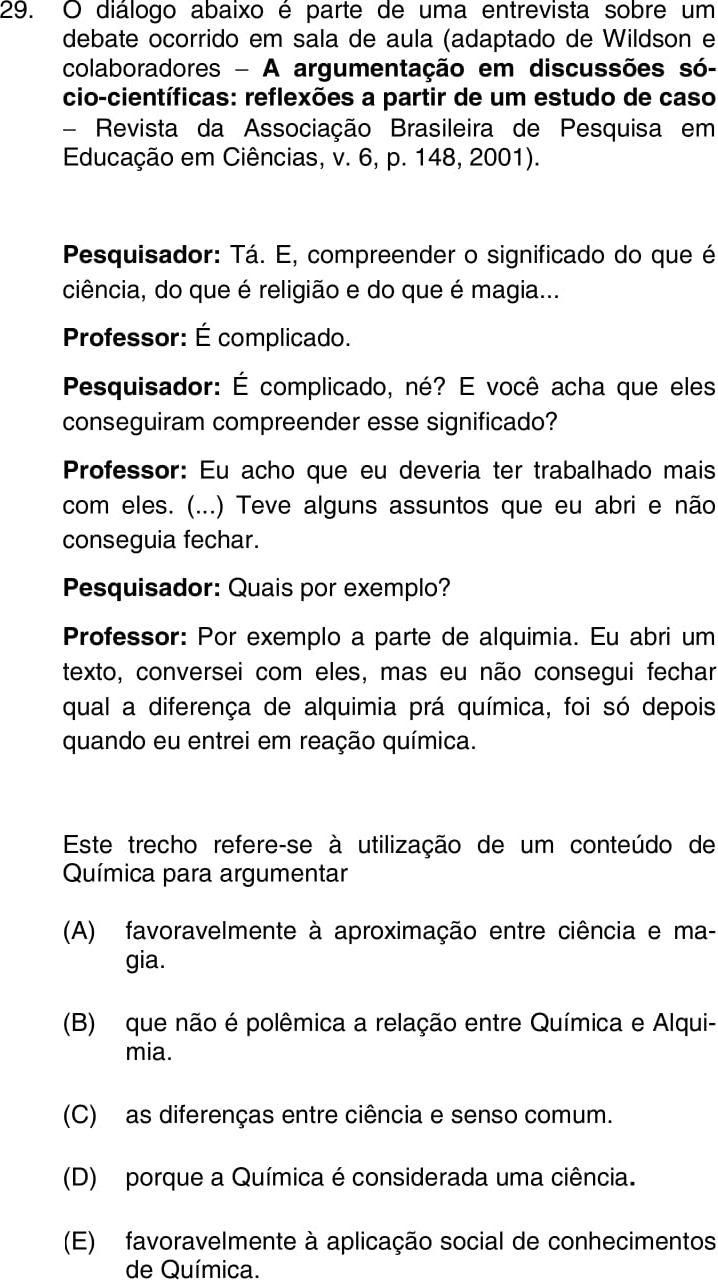 29. O diálogo abaixo é parte de uma entrevista sobre um
debate ocorrido em sala de aula (adaptado de Wildson e
colaboradores – A argumentação em discussões só-
cio-científicas: reflexões a partir de um estudo de caso
– Revista da Associação Brasileira de Pesquisa em
Educação em Ciências, v. 6, p. 148, 2001).
Pesquisador: Tá. E, compreender o significado do que é
ciência, do que é religião e do que é magia...
Professor: É complicado.
Pesquisador: É complicado, né? E você acha que eles
conseguiram compreender esse significado?
Professor: Eu acho que eu deveria ter trabalhado mais
com eles. (...) Teve alguns assuntos que eu abri e não
conseguia fechar.
Pesquisador: Quais por exemplo?
Professor: Por exemplo a parte de alquimia. Eu abri um
texto, conversei com eles, mas eu não consegui fechar
qual a diferença de alquimia prá química, foi só depois
quando eu entrei em reação química.
Este trecho refere-se à utilização de um conteúdo de
Química para argumentar
(A) favoravelmente à aproximação entre ciência e ma-
gia.
(B) que não é polêmica a relação entre Química e Alqui-
mia.
(C) as diferenças entre ciência e senso comum.
(D) porque a Química é considerada uma ciência.
(E) favoravelmente à aplicação social de conhecimentos
de Química.